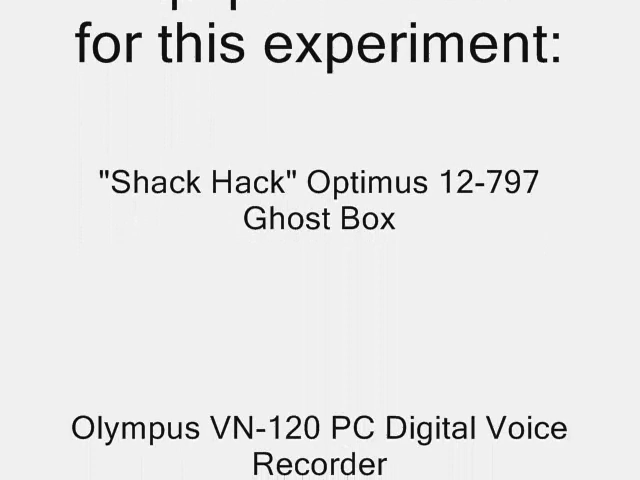 for this experiment:
"Shack Hack" Optimus 12-797
Ghost Box
Olympus VN-120 PC Digital Voice
Recorder